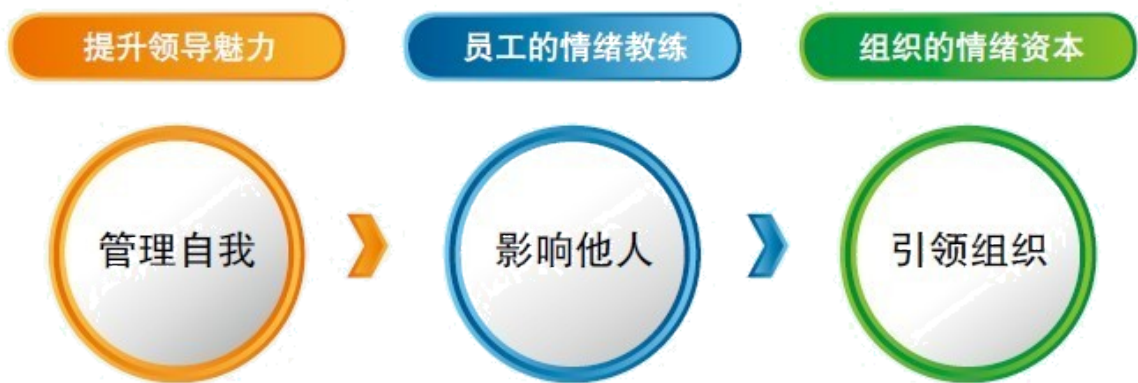 提升领导魅力
员工的情绪教练
组织的情绪资本
管理自我
影响他人
引领组织